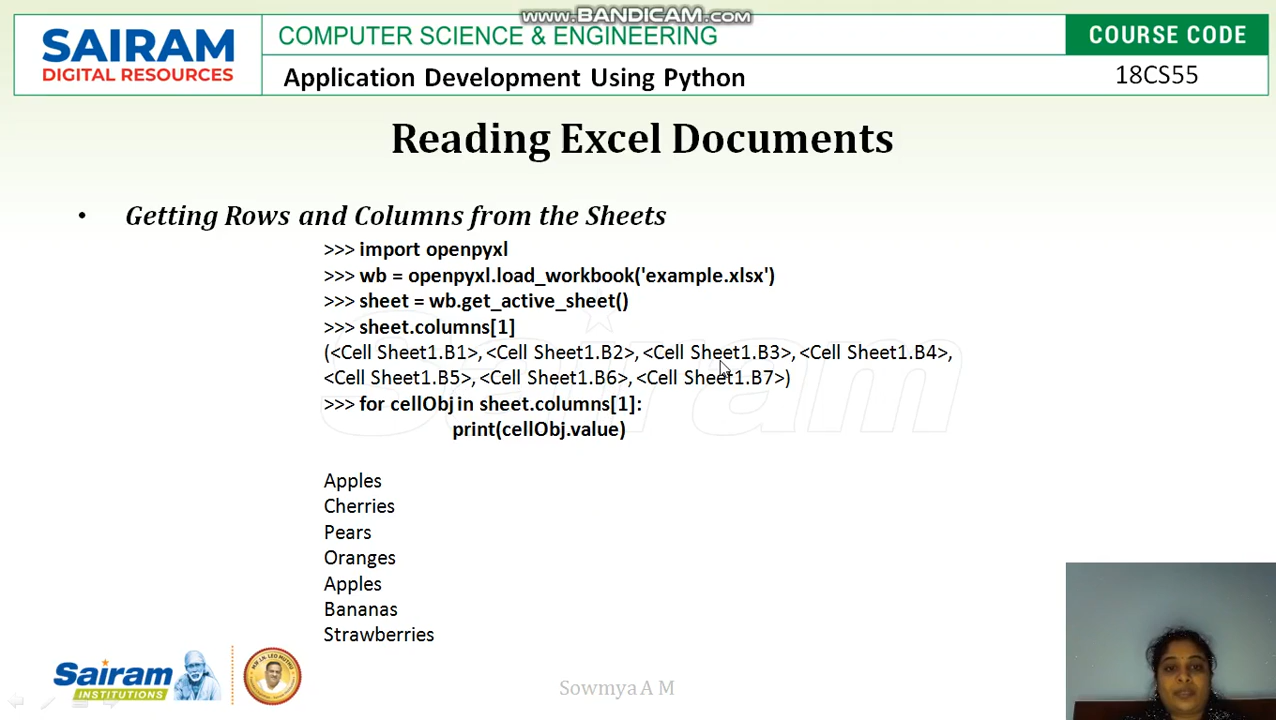 www.BANDICAM.com
SAIRAM
DIGITAL RESOURCES
COMPUTER SCIENCE & ENGINEERING
COURSE CODE
Application Development Using Python
18CS55
Reading Excel Documents
• Getting Rows and Columns from the Sheets
>>> import openpyxl
>>> wb = openpyxl.load_workbook('example.xlsx')
>>> sheet = wb.get_active_sheet()
>>> sheet.columns[1]
(<Cell Sheet1.B1>, <Cell Sheet1.B2>, <Cell Sheet1.B3>, <Cell Sheet1.B4>,
<Cell Sheet1.B5>, <Cell Sheet1.B6>, <Cell Sheet1.B7>)
>>> for cellObj in sheet.columns[1]:
print(cellObj.value)
Sairam
Apples
Cherries
Pears
Oranges
Apples
Bananas
Strawberries
Sairam
INSTITUTIONS
Sowmya A M